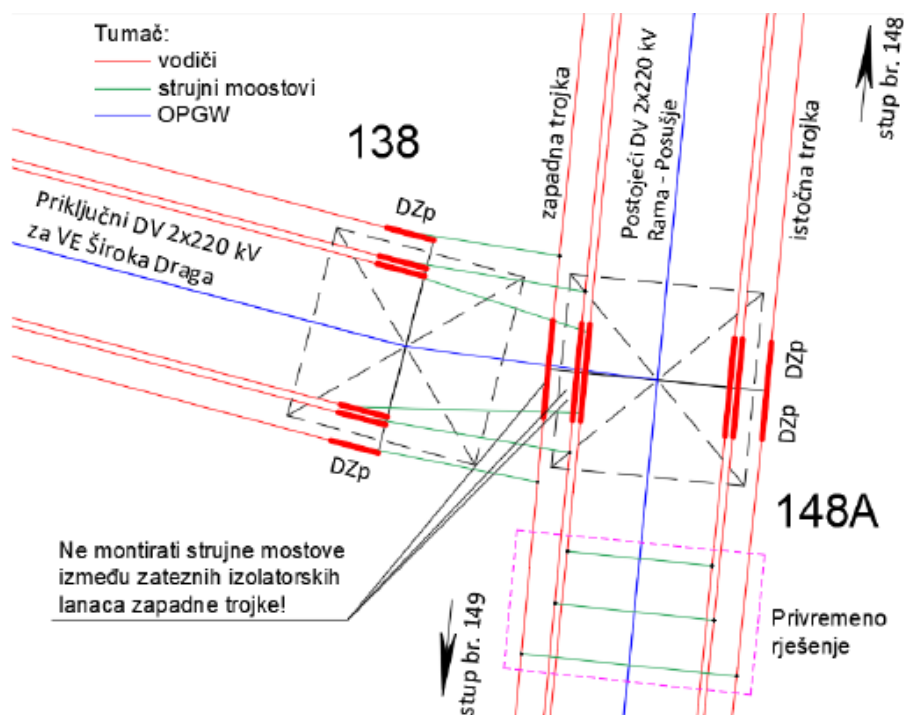 Tumač:
vodiči
strujni moostovi
OPGW
138
DZp
Priključni DV 2x220 kV
za VE Široka Draga
DZp
zapadna trojka
Postojeći DV 2x220 kV
Rama - Posušje
istočna trojka
stup br. 148
DZp
DZp
148A
Ne montirati strujne mostove
između zateznih izolatorskih
lanaca zapadne trojke!
stup br. 149
Privremeno
rješenje